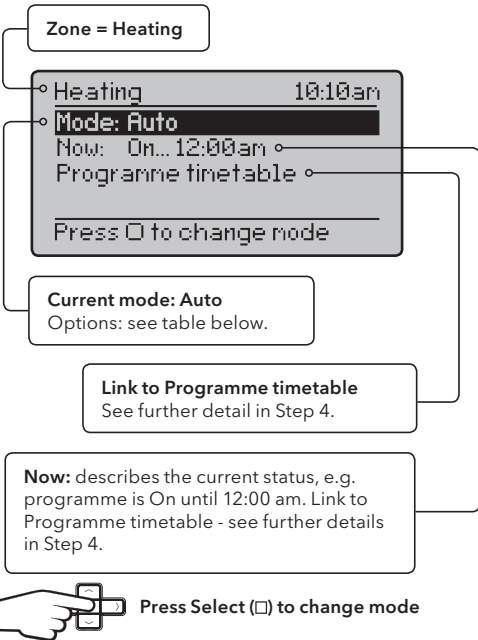 Zone = Heating
Heating 10:10am
Mode: Auto
Now: On... 12:00am
Programme timetable
Press □ to change mode
Current mode: Auto
Options: see table below.
Link to Programme timetable
See further detail in Step 4.
Now: describes the current status, e.g.
programme is On until 12:00 am. Link to
Programme timetable - see further details
in Step 4.
Press Select (□) to change mode